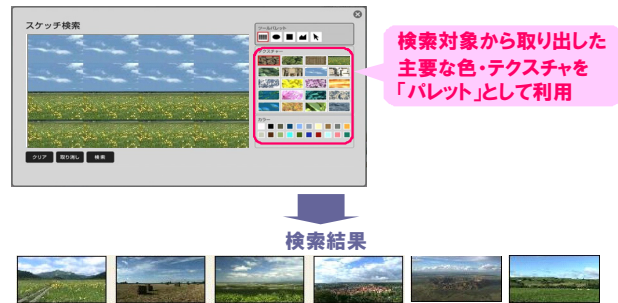 スケッチ検索
ツールパレット
テクスチャー
カラー
クリア
取り消し
検索
検索対象から取り出した
主要な色・テクスチャを
「パレット」として利用
検索結果